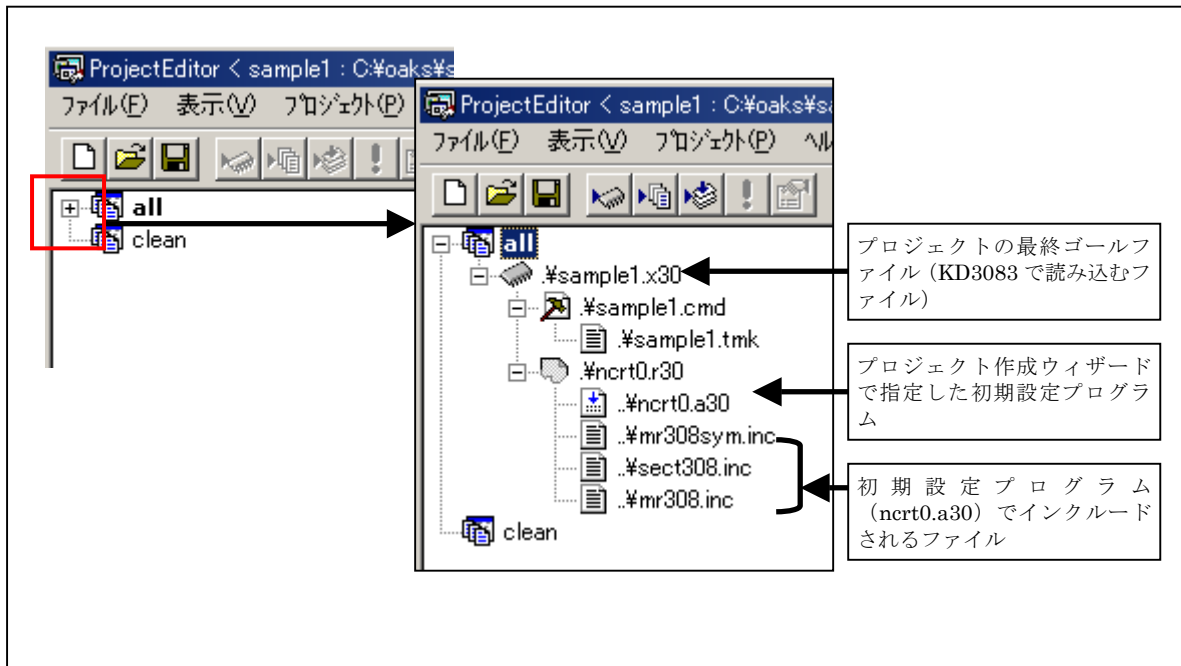 ProjectEditor < sample1 : C:¥oaks¥s
ファイル(F) 表示(V) プロジェクト(P)
all
clean
ProjectEditor < sample1 : C:¥oaks¥sa
ファイル(F) 表示(V) プロジェクト(P) ヘル
all
.¥sample1.x30
.¥sample1.cmd
.¥sample1.tmk
.¥ncrt0.r30
..¥ncrt0.a30
..¥mr308sym.inc
..¥sect308.inc
..¥mr308.inc
clean
プロジェクトの最終ゴールフ
ァイル（KD3083 で読み込むフ
ァイル）
プロジェクト作成ウィザード
で指定した初期設定プログラ
ム
初期設定プログラム
（ncrt0.a30）でインクルード
されるファイル